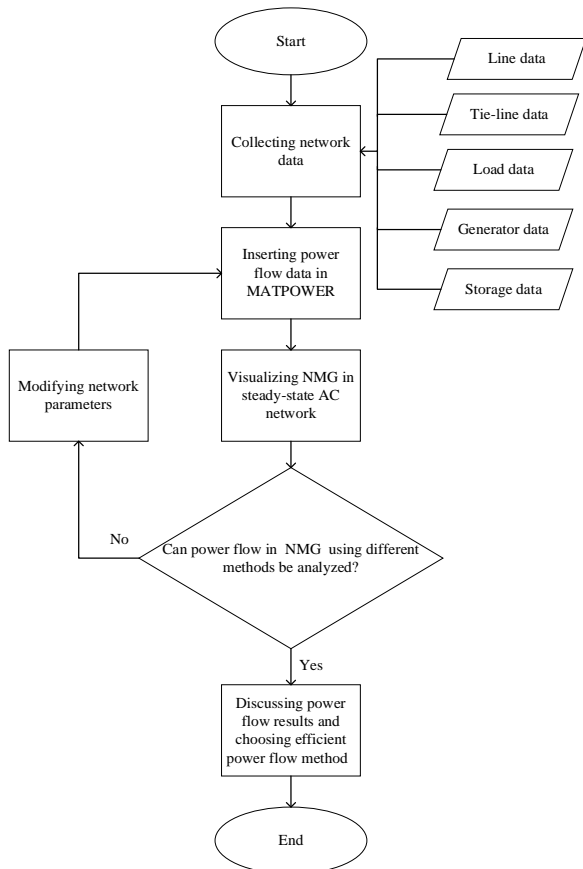 Start
Line data
Tie-line data
Collecting network
data
Load data
Generator data
Storage data
Inserting power
flow data in
MATPOWER
Modifying network
parameters
Visualizing NMG in
steady-state AC
network
No
Can power flow in NMG using different
methods be analyzed?
Yes
Discussing power
flow results and
choosing efficient
power flow method
End